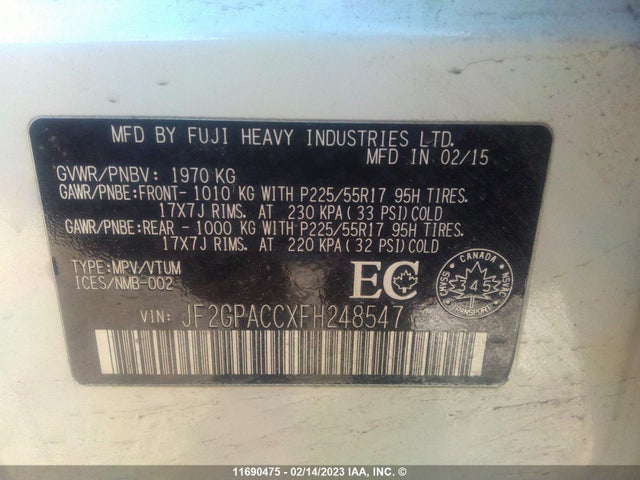 MFD BY FUJI HEAVY INDUSTRIES LTD.
MFD IN 02/15
GVWR/PNBV: 1970 KG
GAWR/PNBE:FRONT- 1010 KG WITH P225/55R17 95H TIRES.
17X7J RIMS. AT 230 KPA(33 PSI)COLD
GAWR/PNBE:REAR - 1000 KG WITH P225/55R17 95H TIRES.
17X7J RIMS. AT 220 KPA(32 PSI)COLD
TYPE:MPV/VTUM
ICES/NMB-002
EC
CANADA
CMVSS
NSVAC
345
TRANSPORT
VIN: JF2GPACCXFH248547
11690475 - 02/14/2023 IAA, INC. ©